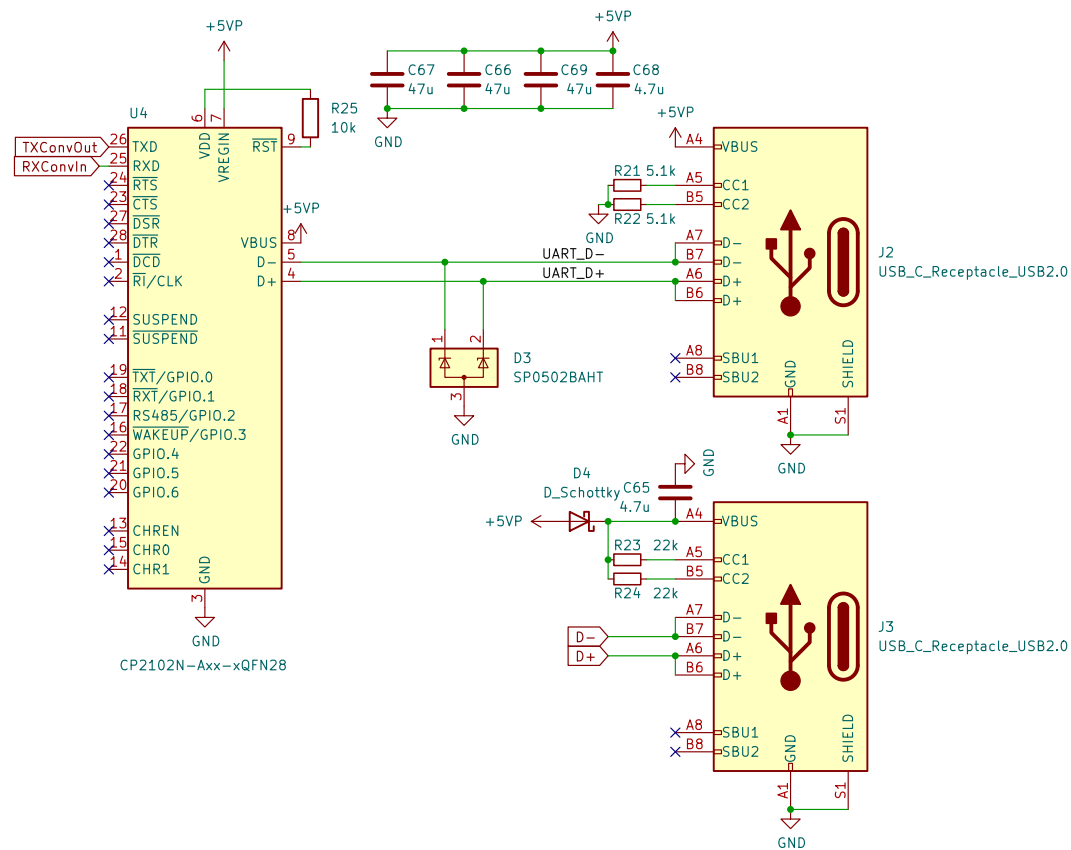 +5VP
+5VP
C67
47u
C66
47u
C69
47u
C68
4.7u
GND
U4
6
7
R25
10k
+5VP
TXConvOut
26
TXD
VDD
VREGIN
RST
9
A4
VBUS
RXConvIn
25
RXD
24
RTS
23
CTS
27
DSR
28
DTR
1
DCD
2
RI/CLK
12
SUSPEND
11
SUSPEND
19
TXT/GPIO.0
18
RXT/GPIO.1
17
RS485/GPIO.2
16
WAKEUP/GPIO.3
22
GPIO.4
21
GPIO.5
20
GPIO.6
13
CHREN
15
CHR0
14
CHR1
GND
3
GND
CP2102N-Axx-xQFN28
+5VP
VBUS
8
D-
5
D+
4
UART_D-
UART_D+
1
2
3
D3
SP0502BAHT
GND
R21 5.1k
R22 5.1k
GND
A5
CC1
B5
CC2
A7
D-
B7
D-
A6
D+
B6
D+
A8
SBU1
B8
SBU2
GND
SHIELD
A1
S1
GND
J2
USB_C_Receptacle_USB2.0
D4
D_Schottky
C65
4.7u
GND
+5VP
A4
VBUS
R23 22k
R24 22k
A5
CC1
B5
CC2
A7
D-
D-
B7
D-
D+
A6
D+
B6
D+
A8
SBU1
B8
SBU2
GND
SHIELD
A1
S1
GND
J3
USB_C_Receptacle_USB2.0